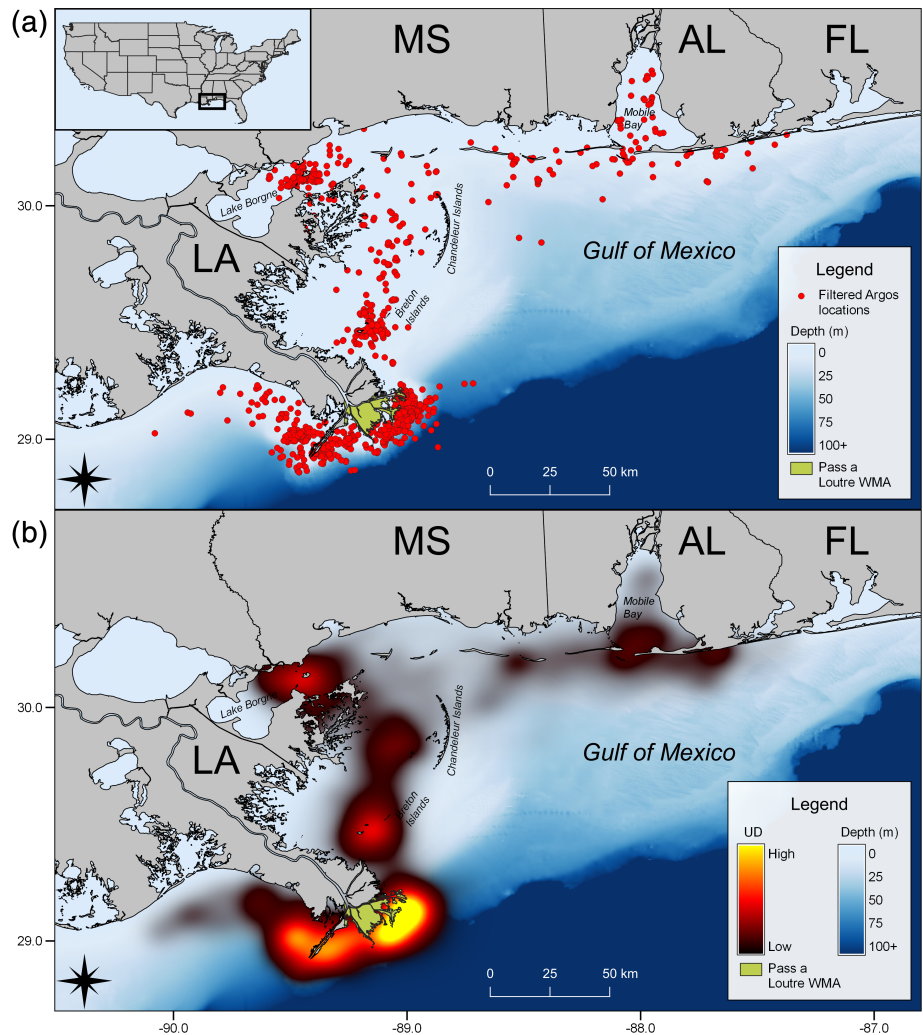 (a)
MS
AL
FL
Mobile
Bay
Lake Borgne
30.0
Chandeleur Islands
LA
Gulf of Mexico
Breton
Islands
29.0
0 25 50 km
Legend
Filtered Argos
locations
Depth (m)
0
25
50
75
100+
Pass a
Loutre WMA
(b)
MS
AL
FL
Mobile
Bay
Lake Borgne
30.0
Chandeleur Islands
LA
Gulf of Mexico
Breton
Islands
29.0
0 25 50 km
Legend
UD
High
Low
Depth (m)
0
25
50
75
100+
Pass a
Loutre WMA
-90.0 -89.0 -88.0 -87.0